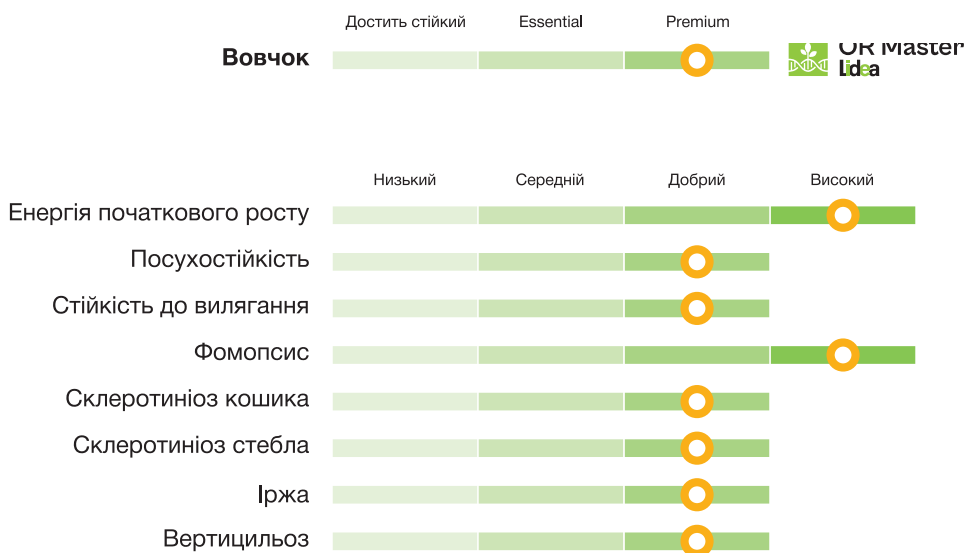 Достить стійкий Essential Premium
Вовчок
OR Master
Lidea
Низький Середній Добрий Високий
Енергія початкового росту
Посухостійкість
Стійкість до вилягання
Фомопсис
Склеротиніоз кошика
Склеротиніоз стебла
Іржа
Вертицильоз